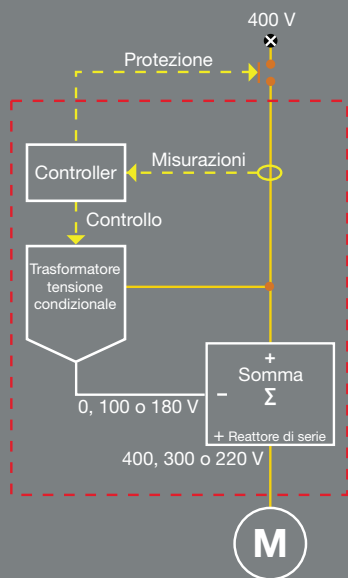 400 V
Protezione
Controller
Misurazioni
Controllo
Trasformatore
tensione
condizionale
+
Somma
Σ
−
0, 100 o 180 V
+ Reattore di serie
400, 300 o 220 V
M